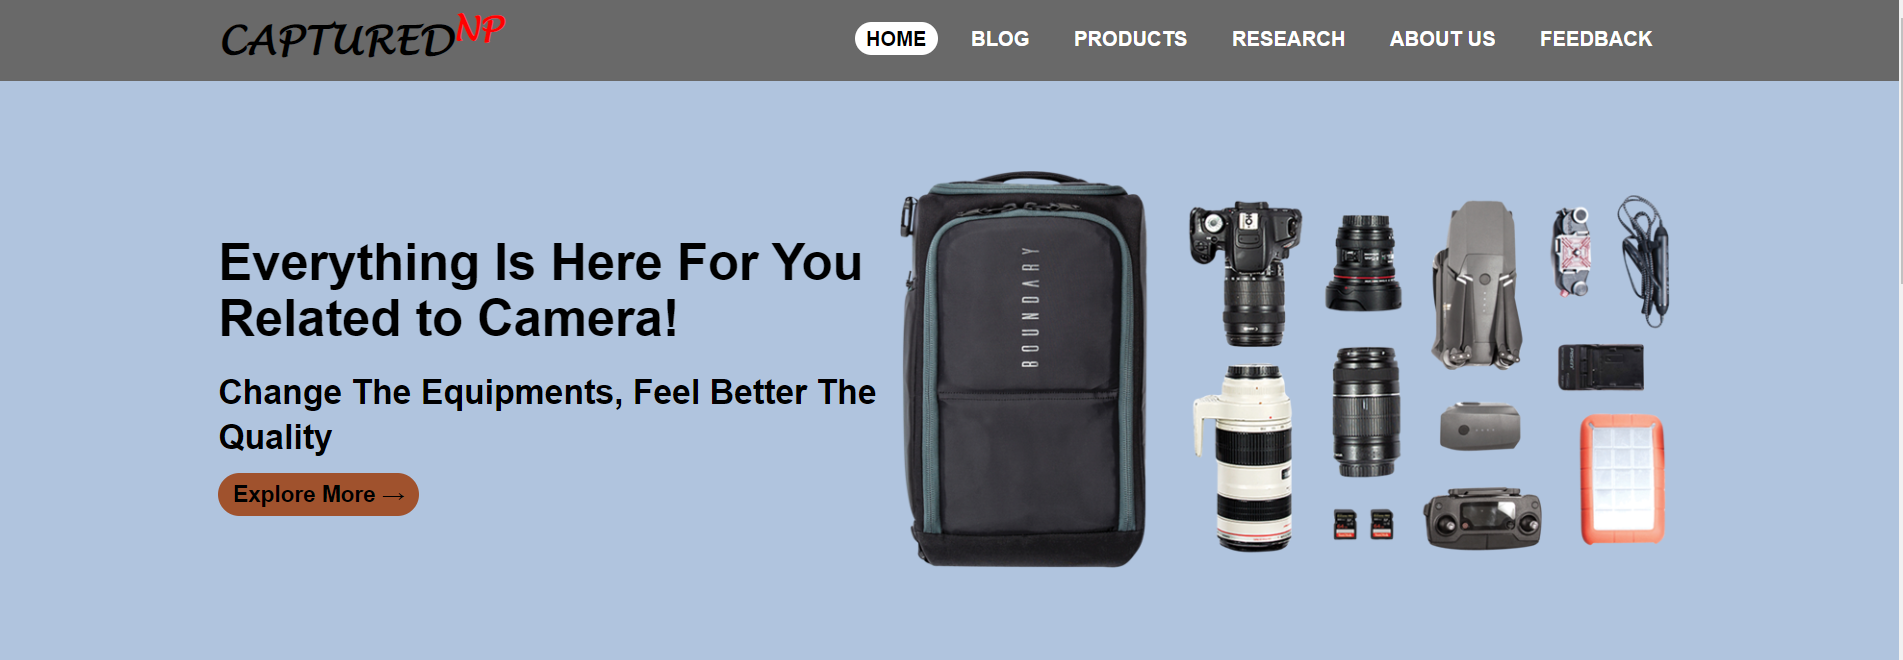 CAPTUREDNP
HOME BLOG PRODUCTS RESEARCH ABOUT US FEEDBACK
Everything Is Here For You
Related to Camera!
Change The Equipments, Feel Better The
Quality
Explore More →
BOUNDARY